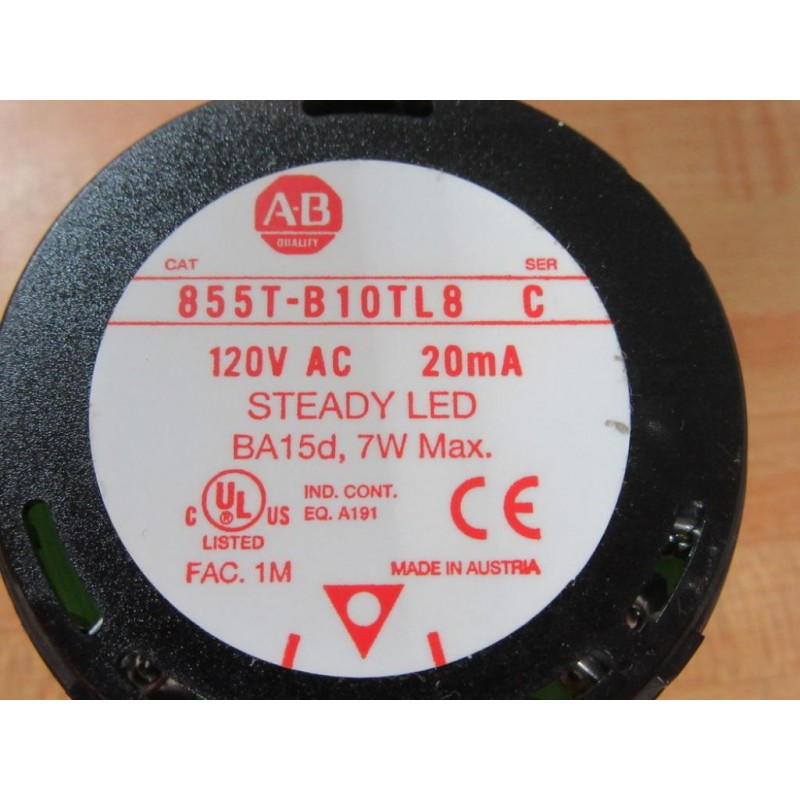 A-B
QUALITY
CAT SER
855T-B10TL8 C
120V AC 20mA
STEADY LED
BA15d, 7W Max.
C UL ® US
LISTED
IND. CONT.
EQ. A191
CE
FAC. 1M
MADE IN AUSTRIA